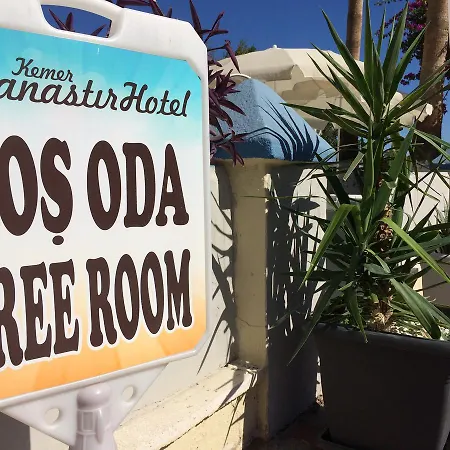 Kemer
anastırHotel
OŞ ODA
REE ROOM